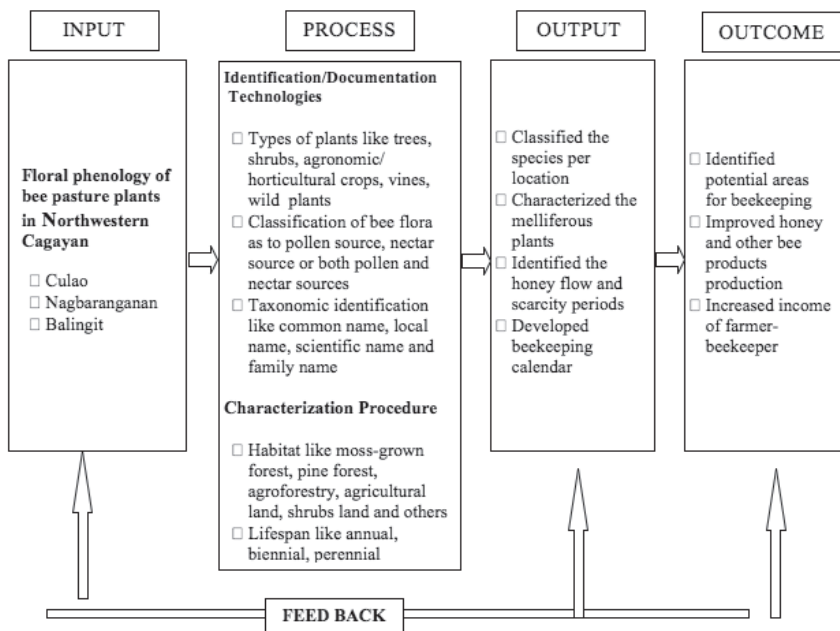 INPUT
PROCESS
OUTPUT
OUTCOME
Floral phenology of
bee pasture plants
in Northwestern
Cagayan
□ Culao
□ Nagbaranganan
□ Balingit
Identification/Documentation
Technologies
□ Types of plants like trees,
shrubs, agronomic/
horticultural crops, vines,
wild plants
□ Classification of bee flora
as to pollen source, nectar
source or both pollen and
nectar sources
□ Taxonomic identification
like common name, local
name, scientific name and
family name
Characterization Procedure
□ Habitat like moss-grown
forest, pine forest,
agroforestry, agricultural
land, shrubs land and others
□ Lifespan like annual,
biennial, perennial
□ Classified the
species per
location
□ Characterized the
melliferous
plants
□ Identified the
honey flow and
scarcity periods
□ Developed
beekeeping
calendar
□ Identified
potential areas
for beekeeping
□ Improved honey
and other bee
products
production
□ Increased income
of farmer-
beekeeper
FEED BACK